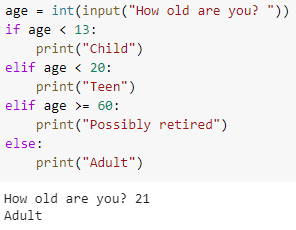 age = int(input("How old are you? "))
if age < 13:
    print("Child")
elif age < 20:
    print("Teen")
elif age >= 60:
    print("Possibly retired")
else:
    print("Adult")
How old are you? 21
Adult